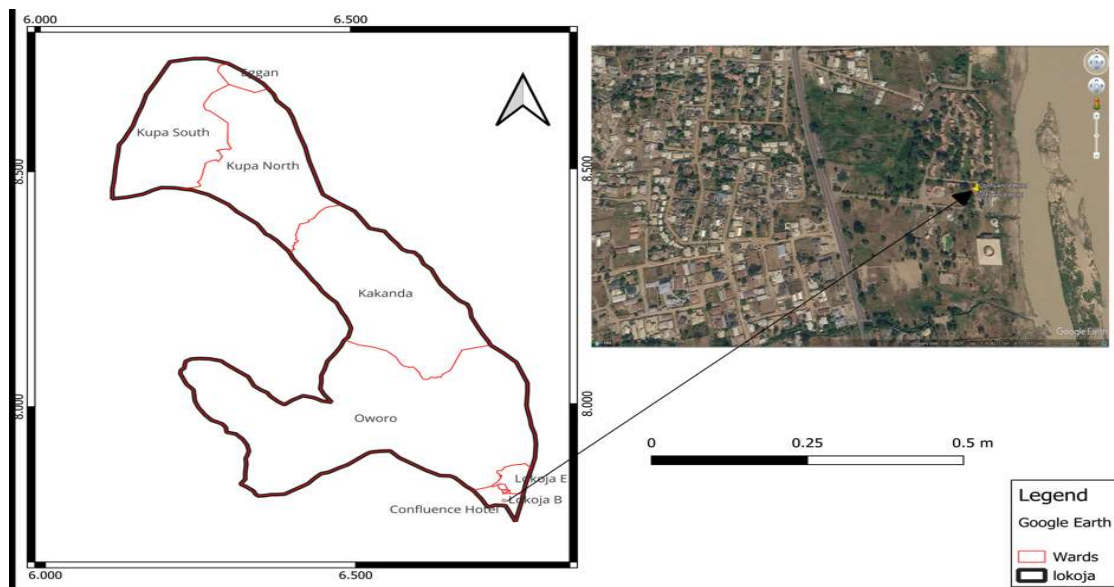 6.000
6.500
Eggan
Kupa South
Kupa North
8.500
8.500
Kakanda
8.000
8.000
Oworo
Lokoja E
Lokoja B
Confluence Hotel
6.000
6.500
Google Earth
0
0.25
0.5 m
Legend
Google Earth
Wards
lokoja